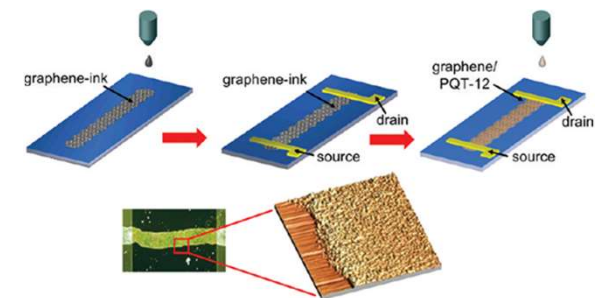 graphene-ink
graphene-ink
drain
source
graphene/
PQT-12
drain
source